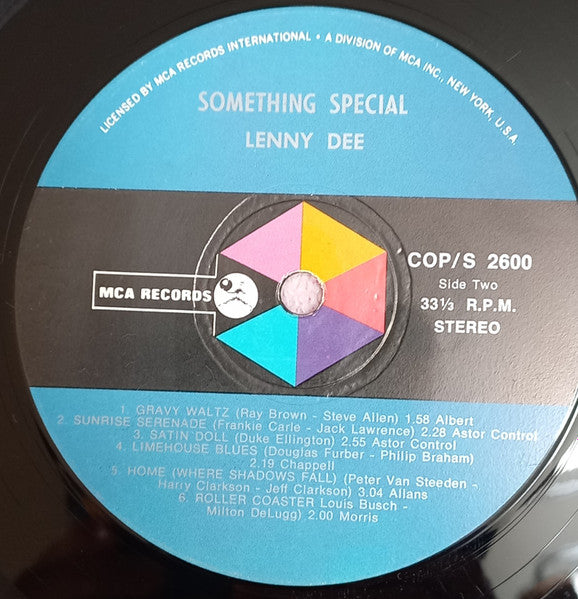 LICENSED BY MCA RECORDS INTERNATIONAL • A DIVISION OF MCA INC., NEW YORK, U.S.A.
SOMETHING SPECIAL
LENNY DEE
MCA RECORDS
COP/S 2600
Side Two
33⅓ R.P.M.
STEREO
1. GRAVY WALTZ (Ray Brown - Steve Allen) 1.58 Albert
2. SUNRISE SERENADE (Frankie Carle - Jack Lawrence) 2.28 Astor Control
3. SATIN DOLL (Duke Ellington) 2.55 Astor Control
4. LIMEHOUSE BLUES (Douglas Furber - Philip Braham)
2.19 Chappell
5. HOME (WHERE SHADOWS FALL) (Peter Van Steeden -
Harry Clarkson - Jeff Clarkson) 3.04 Allans
6. ROLLER COASTER Louis Busch -
Milton DeLugg) 2.00 Morris